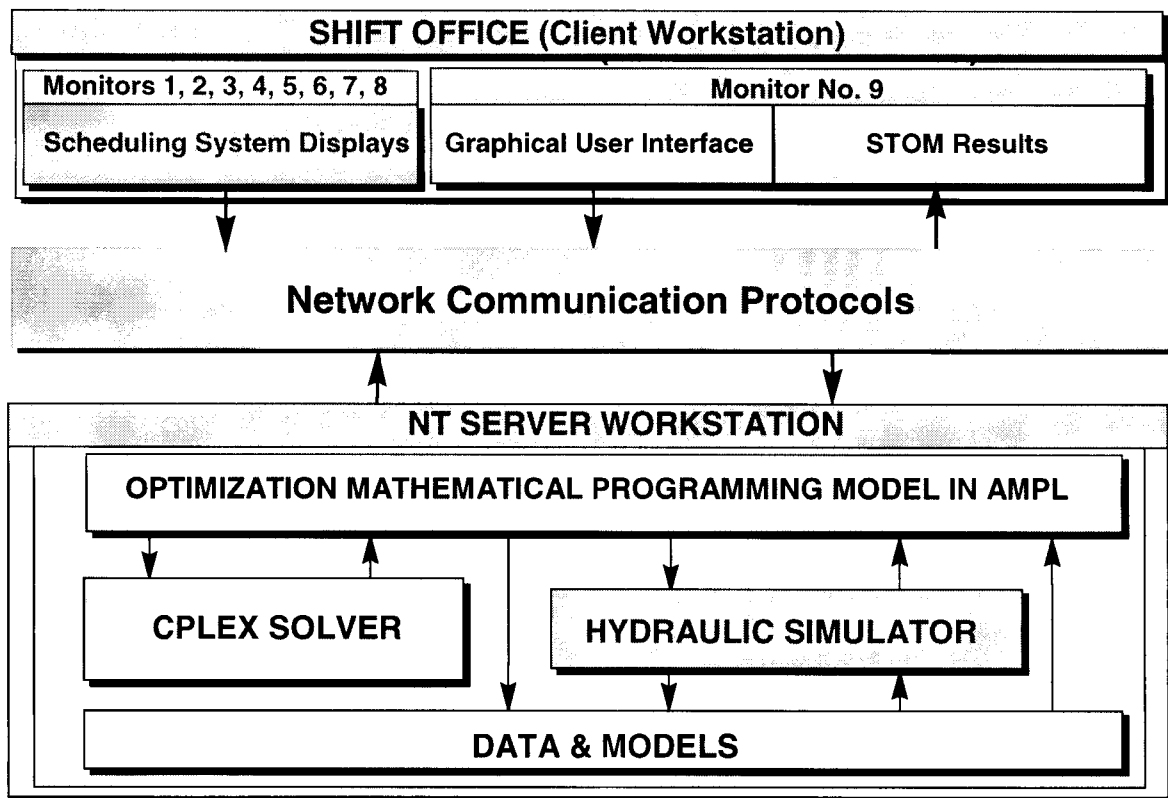 SHIFT OFFICE (Client Workstation)
Monitors 1, 2, 3, 4, 5, 6, 7, 8
Monitor No. 9
Scheduling System Displays
Graphical User Interface
STOM Results
Network Communication Protocols
NT SERVER WORKSTATION
OPTIMIZATION MATHEMATICAL PROGRAMMING MODEL IN AMPL
CPLEX SOLVER
HYDRAULIC SIMULATOR
DATA & MODELS